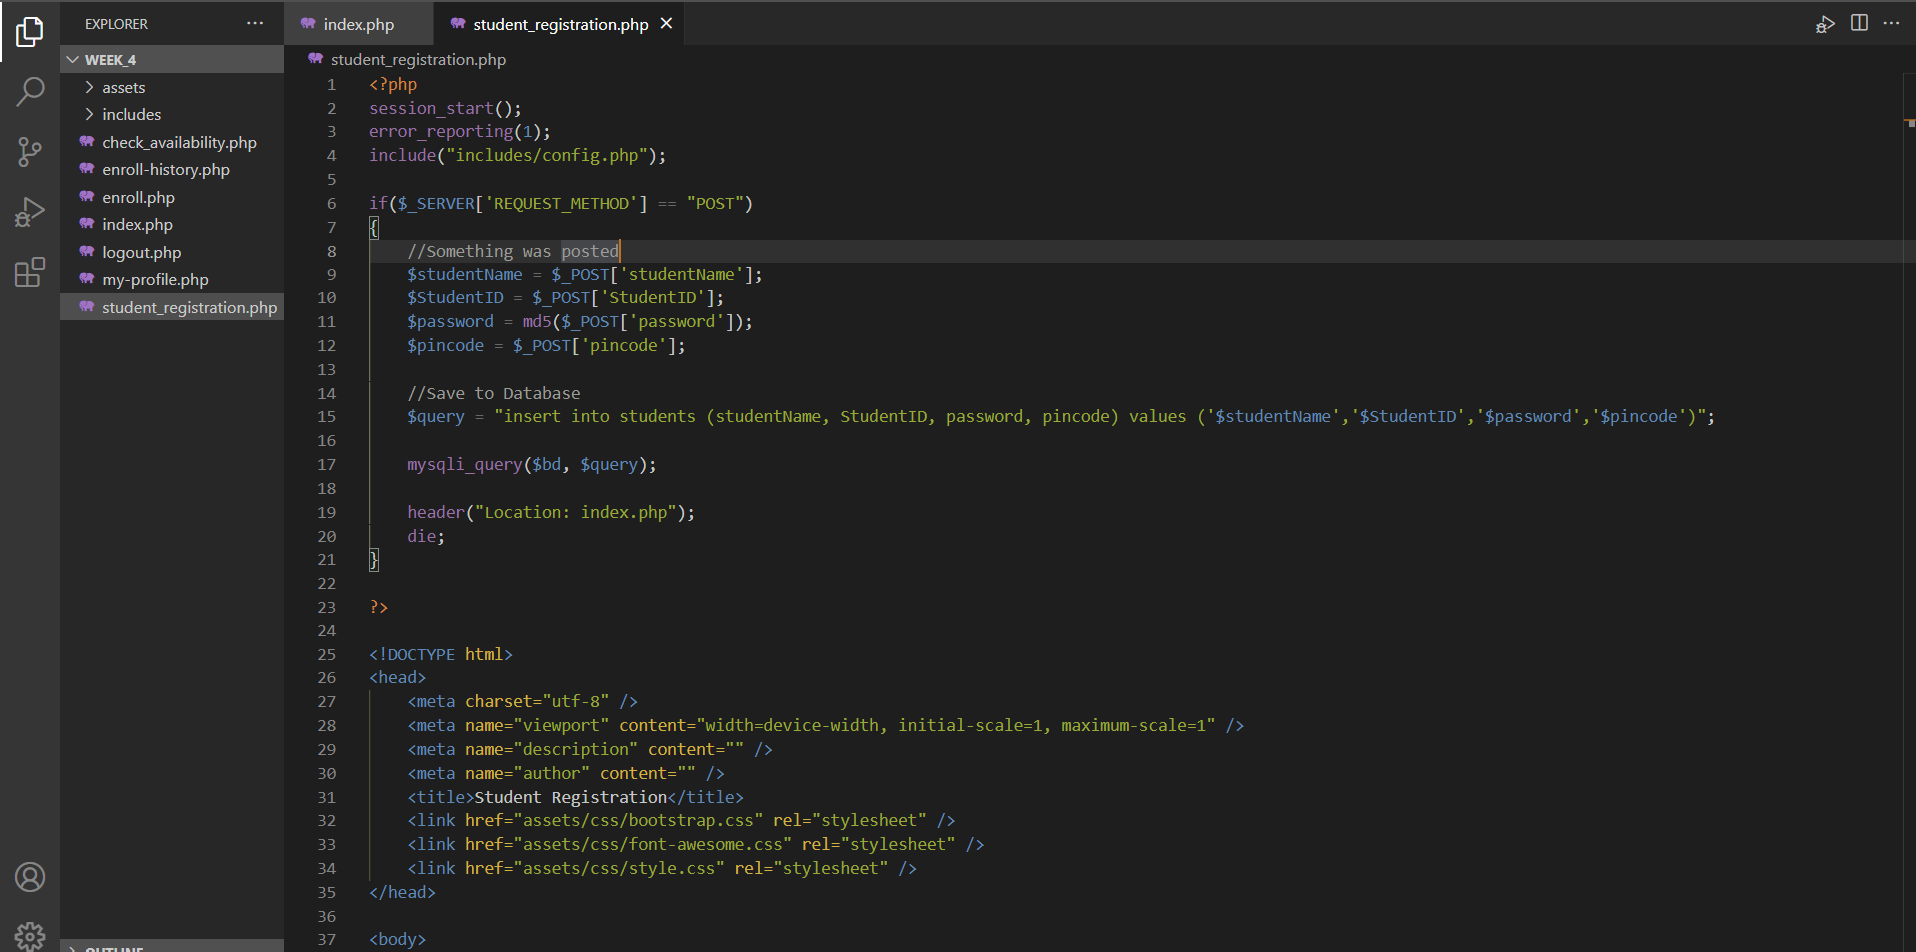 EXPLORER ...
WEEK_4
assets
includes
check_availability.php
enroll-history.php
enroll.php
index.php
logout.php
my-profile.php
student_registration.php
OUTLINE
index.php
student_registration.php
student_registration.php
1 <?php
2 session_start();
3 error_reporting(1);
4 include("includes/config.php");
5
6 if($_SERVER['REQUEST_METHOD'] == "POST")
7 {
8 //Something was posted
9 $studentName = $_POST['studentName'];
10 $StudentID = $_POST['StudentID'];
11 $password = md5($_POST['password']);
12 $pincode = $_POST['pincode'];
13
14 //Save to Database
15 $query = "insert into students (studentName, StudentID, password, pincode) values ('$studentName','$StudentID','$password','$pincode')";
16
17 mysqli_query($bd, $query);
18
19 header("Location: index.php");
20 die;
21 }
22
23 ?>
24
25 <!DOCTYPE html>
26 <head>
27 <meta charset="utf-8" />
28 <meta name="viewport" content="width=device-width, initial-scale=1, maximum-scale=1" />
29 <meta name="description" content="" />
30 <meta name="author" content="" />
31 <title>Student Registration</title>
32 <link href="assets/css/bootstrap.css" rel="stylesheet" />
33 <link href="assets/css/font-awesome.css" rel="stylesheet" />
34 <link href="assets/css/style.css" rel="stylesheet" />
35 </head>
36
37 <body>